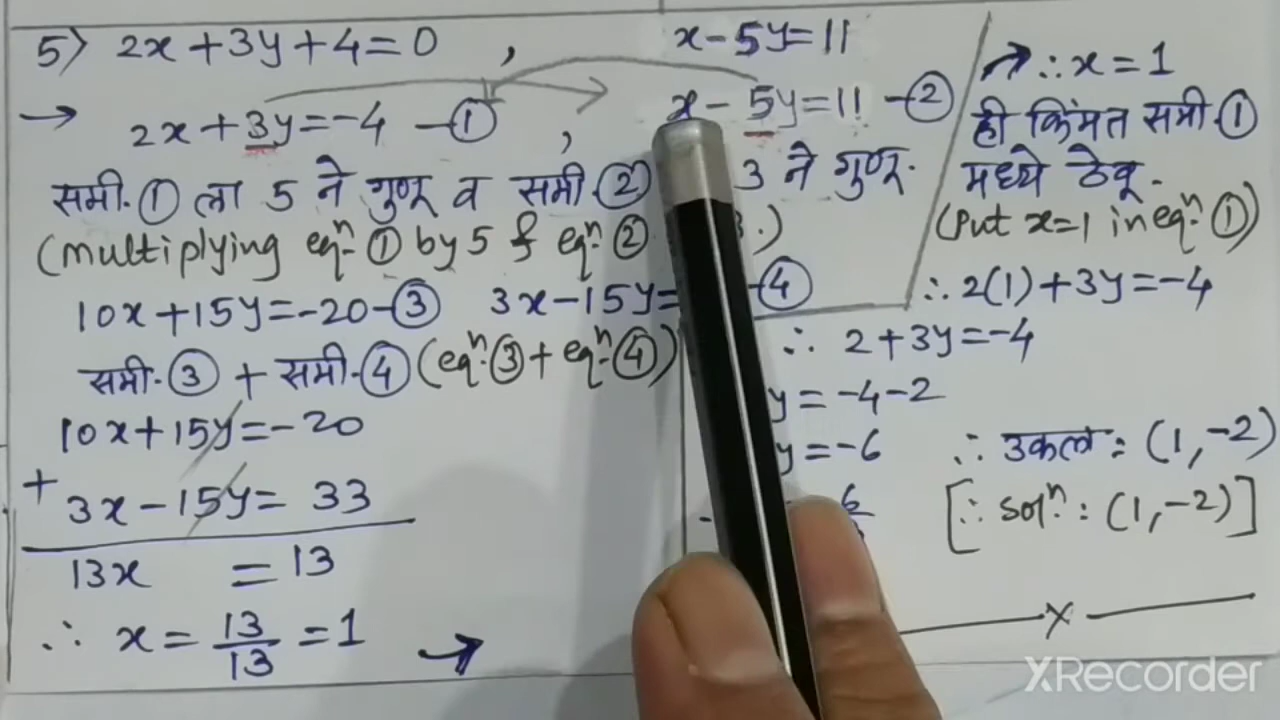 5) 2x+3y+4=0 , x-5y=11
→ 2x+3y=-4 -① , x-5y=11 -②
समी.① ला 5 ने गुणू व समी.② 3 ने गुणू.
(multiplying eqⁿ. ① by 5 & eqⁿ. ② .)
10x+15y=-20-③ 3x-15y= -④
समी.③ + समी.④ (eqⁿ.③ + eqⁿ.④)
10x+15y=-20
+ 3x-15y= 33
13x = 13
∴ x = 13/13 = 1 →
→ ∴ x = 1
ही किंमत समी.①
मध्ये ठेवू.
(Put x=1 in eqⁿ. ①)
∴ 2(1)+3y=-4
∴ 2+3y=-4
y = -4-2
y = -6
6
∴ उकल: (1,-2)
[∴ solⁿ.: (1,-2)]
x
XRecorder